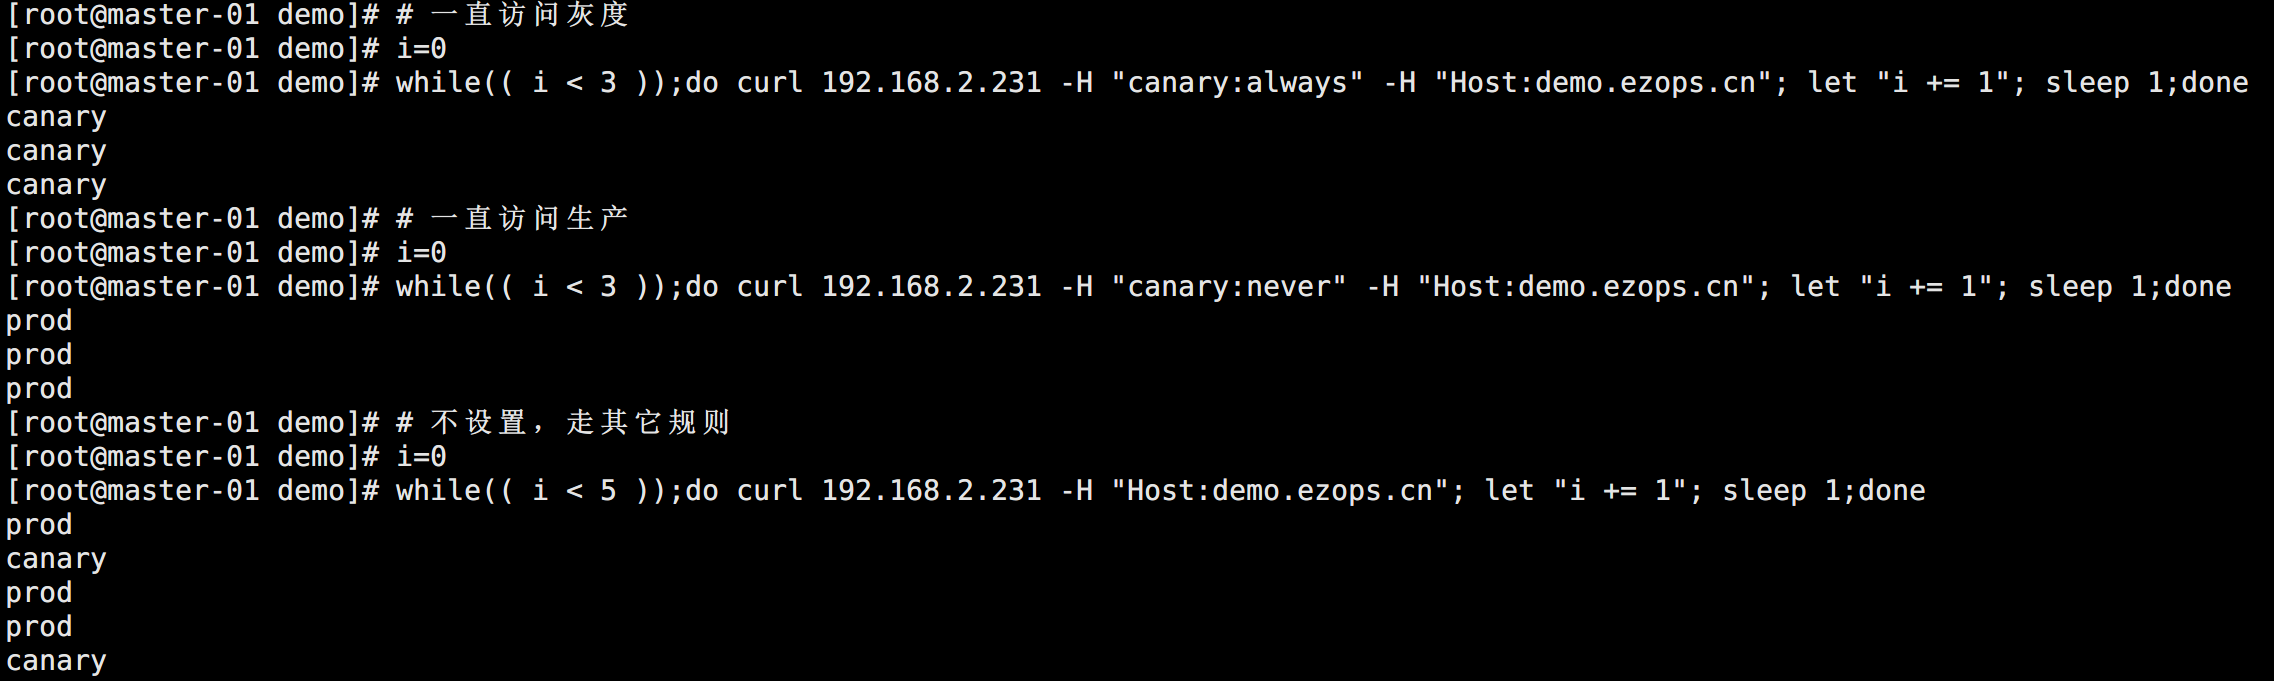 [root@master-01 demo]# # 一直访问灰度
[root@master-01 demo]# i=0
[root@master-01 demo]# while(( i < 3 ));do curl 192.168.2.231 -H "canary:always" -H "Host:demo.ezops.cn"; let "i += 1"; sleep 1;done
canary
canary
canary
[root@master-01 demo]# # 一直访问生产
[root@master-01 demo]# i=0
[root@master-01 demo]# while(( i < 3 ));do curl 192.168.2.231 -H "canary:never" -H "Host:demo.ezops.cn"; let "i += 1"; sleep 1;done
prod
prod
prod
[root@master-01 demo]# # 不设置，走其它规则
[root@master-01 demo]# i=0
[root@master-01 demo]# while(( i < 5 ));do curl 192.168.2.231 -H "Host:demo.ezops.cn"; let "i += 1"; sleep 1;done
prod
canary
prod
prod
canary